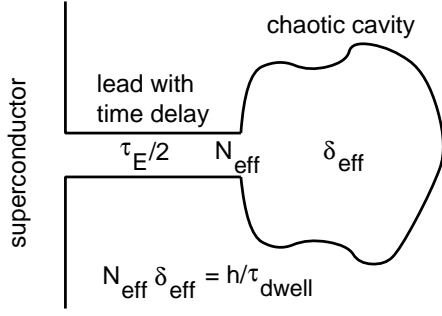 chaotic cavity
superconductor
lead with
time delay
τ_E/2
N_eff
δ_eff
N_eff δ_eff = h/τ_dwell